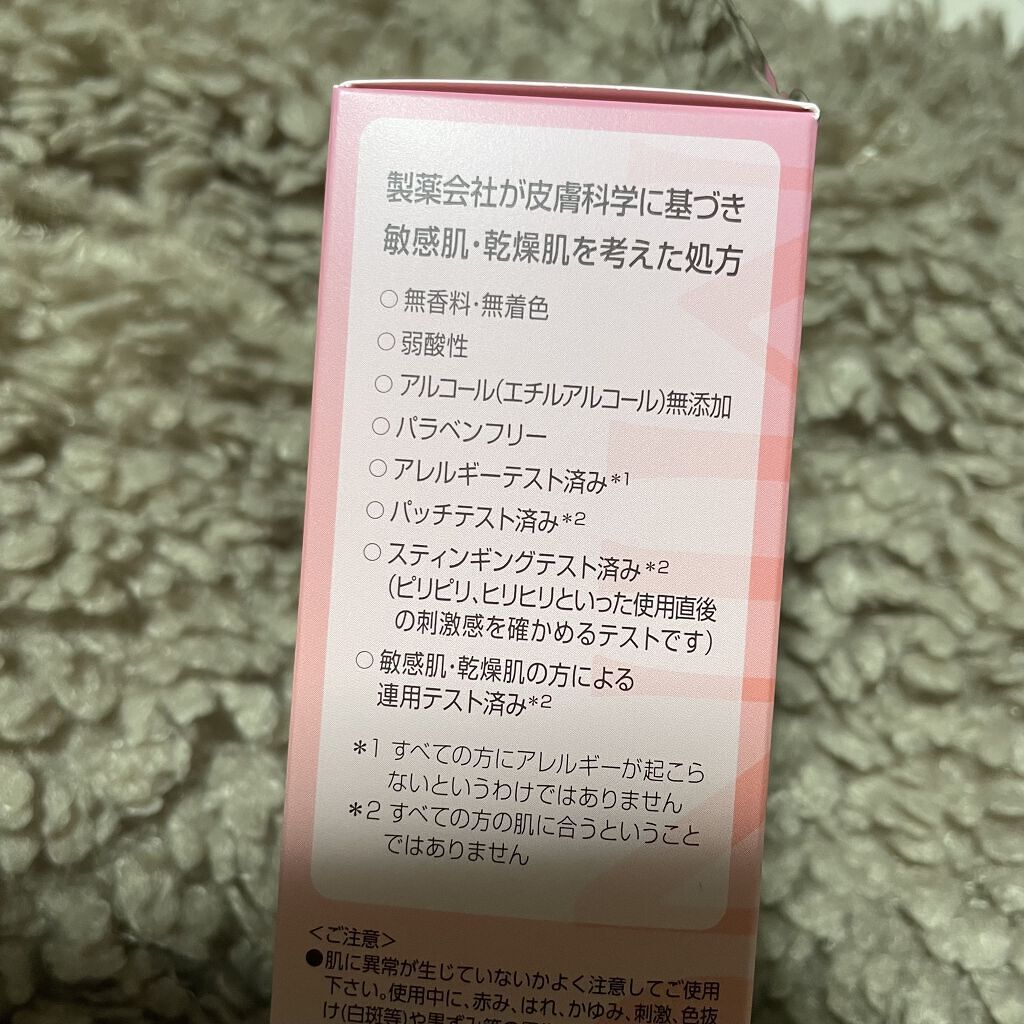 製薬会社が皮膚科学に基づき
敏感肌・乾燥肌を考えた処方
○ 無香料・無着色
○ 弱酸性
○ アルコール(エチルアルコール)無添加
○ パラベンフリー
○ アレルギーテスト済み*1
○ パッチテスト済み*2
○ スティンギングテスト済み*2
(ピリピリ、ヒリヒリといった使用直後
の刺激感を確かめるテストです)
○ 敏感肌・乾燥肌の方による
連用テスト済み*2
*1 すべての方にアレルギーが起こら
ないというわけではありません
*2 すべての方の肌に合うということ
ではありません
<ご注意>
●肌に異常が生じていないかよく注意してご使用
下さい。使用中に、赤み、はれ、かゆみ、刺激、色抜
け(白斑等)や黒ずみ等の